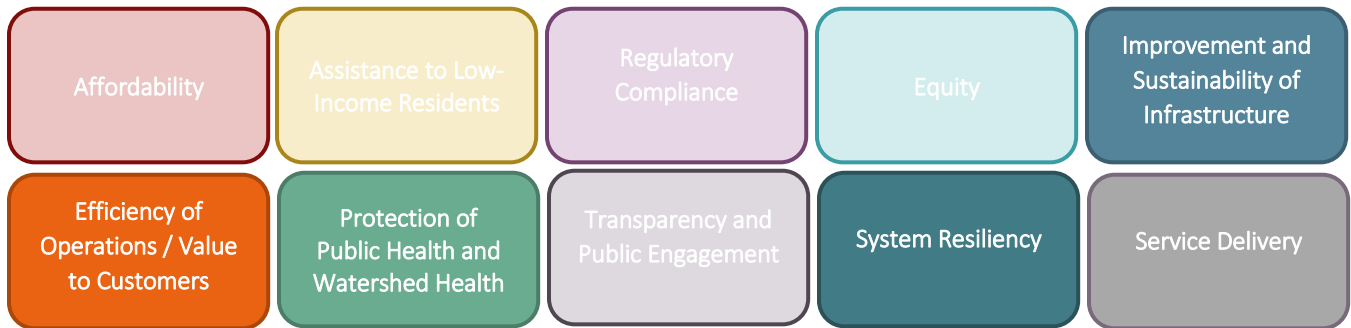 Affordability
Assistance to Low-
Income Residents
Regulatory
Compliance
Equity
Improvement and
Sustainability of
Infrastructure
Efficiency of
Operations / Value
to Customers
Protection of
Public Health and
Watershed Health
Transparency and
Public Engagement
System Resiliency
Service Delivery